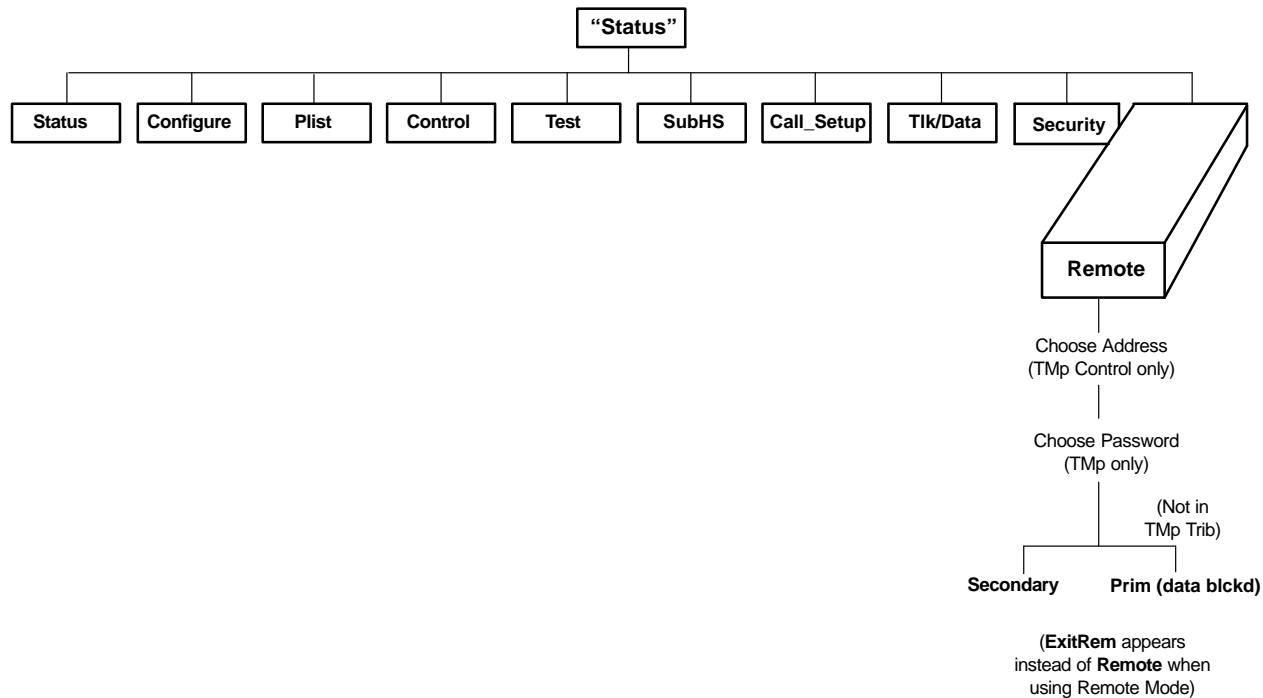 “Status”
Status
Configure
Plist
Control
Test
SubHS
Call_Setup
Tlk/Data
Security
Remote
Choose Address
(TMp Control only)
Choose Password
(TMp only)
(Not in
TMp Trib)
Secondary
Prim (data blckd)
(ExitRem appears
instead of Remote when
using Remote Mode)